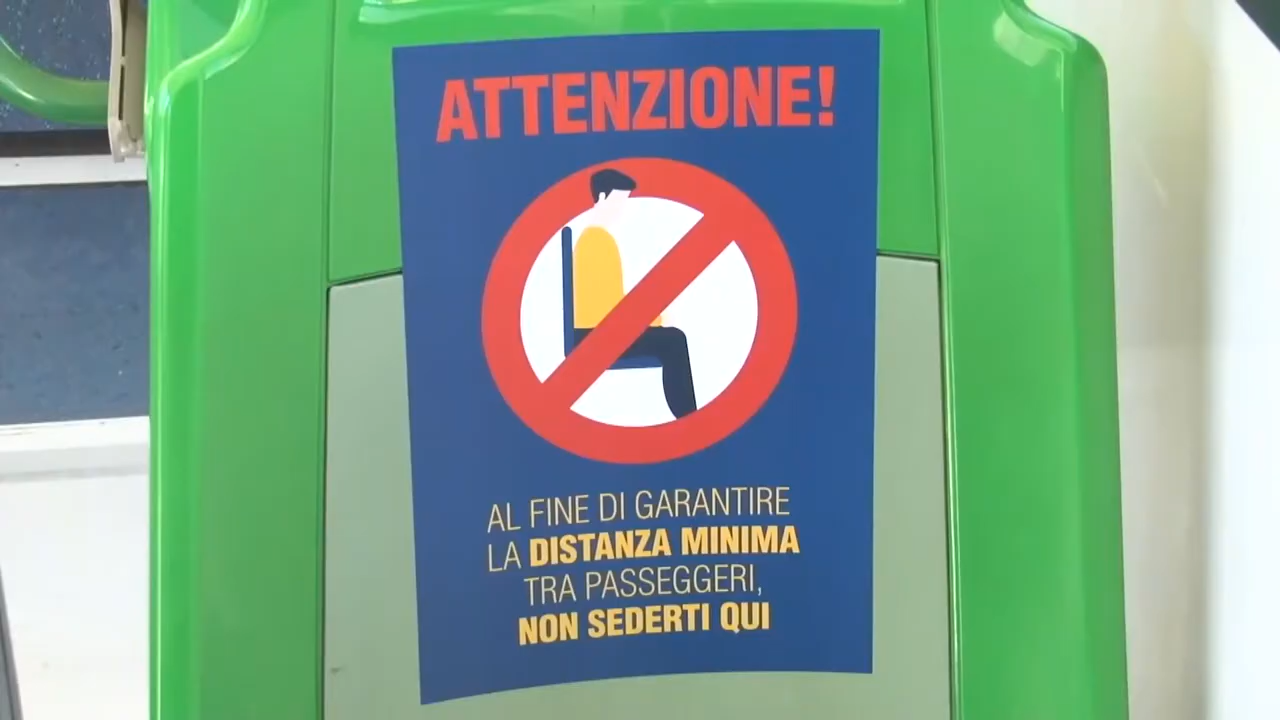 ATTENZIONE!
AL FINE DI GARANTIRE
LA DISTANZA MINIMA
TRA PASSEGGERI,
NON SEDERTI QUI